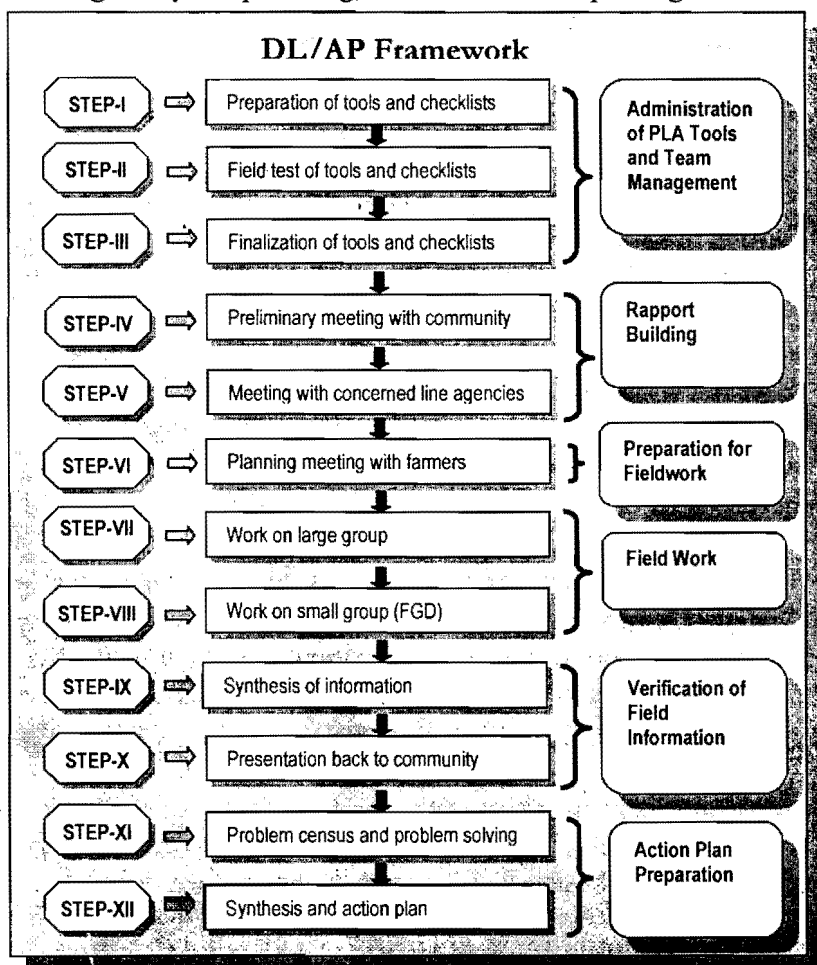 DL/AP Framework
STEP-I
Preparation of tools and checklists
STEP-II
Field test of tools and checklists
STEP-III
Finalization of tools and checklists
Administration
of PLA Tools
and Team
Management
STEP-IV
Preliminary meeting with community
STEP-V
Meeting with concerned line agencies
Rapport
Building
STEP-VI
Planning meeting with farmers
Preparation for
Fieldwork
STEP-VII
Work on large group
STEP-VIII
Work on small group (FGD)
Field Work
STEP-IX
Synthesis of information
STEP-X
Presentation back to community
Verification of
Field
Information
STEP-XI
Problem census and problem solving
STEP-XII
Synthesis and action plan
Action Plan
Preparation